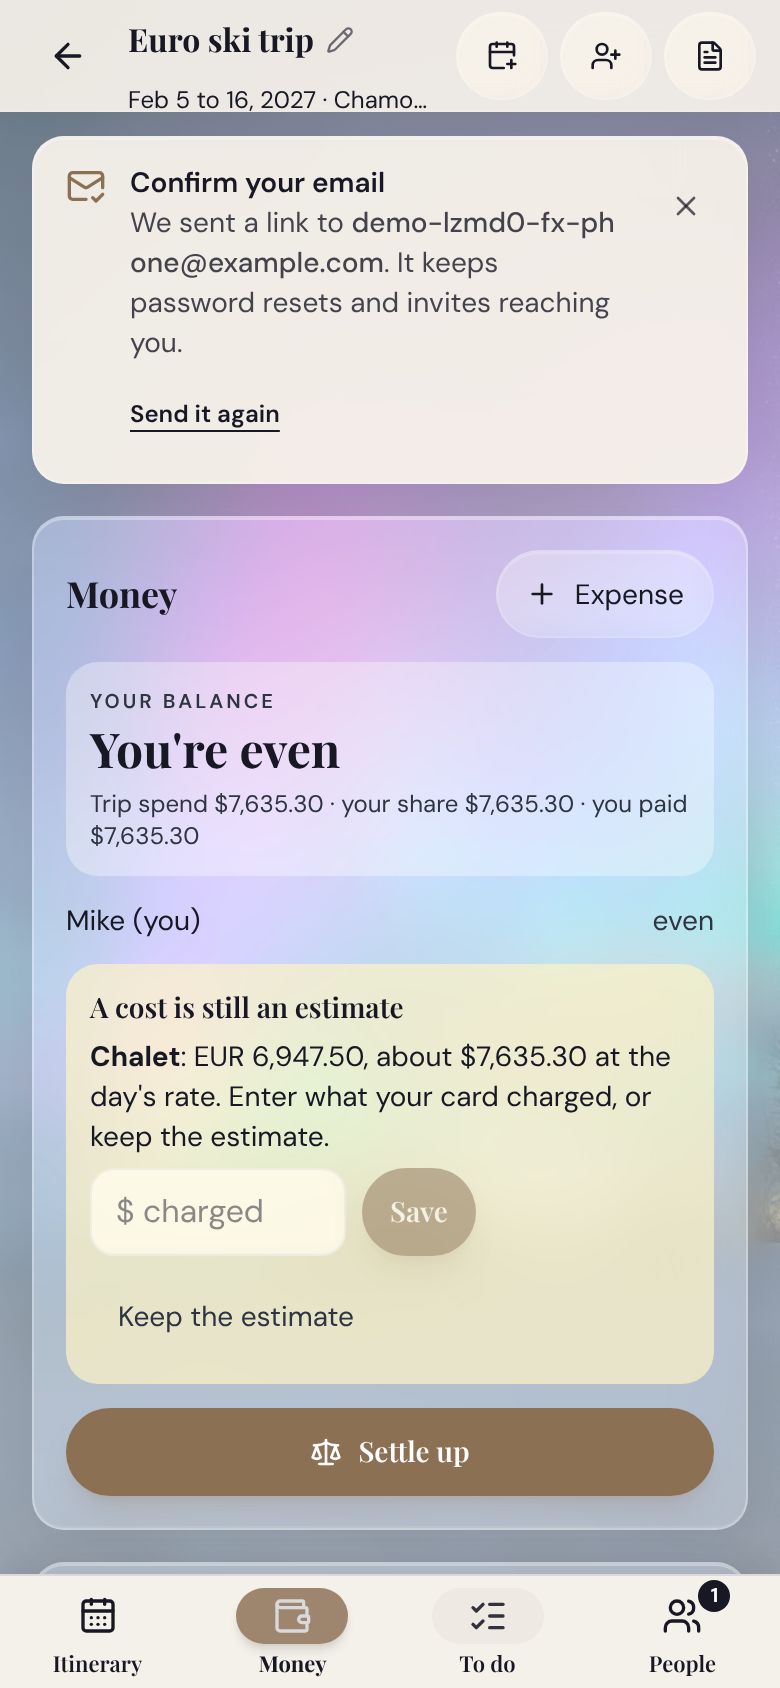 Euro ski trip
Feb 5 to 16, 2027 · Chamo...
Confirm your email
We sent a link to demo-lzmd0-fx-ph
one@example.com. It keeps
password resets and invites reaching
you.
Send it again
Money
Expense
YOUR BALANCE
You're even
Trip spend $7,635.30 · your share $7,635.30 · you paid
$7,635.30
Mike (you)
even
A cost is still an estimate
Chalet: EUR 6,947.50, about $7,635.30 at the
day's rate. Enter what your card charged, or
keep the estimate.
$ charged
Save
Keep the estimate
Settle up
1
Itinerary
Money
To do
People